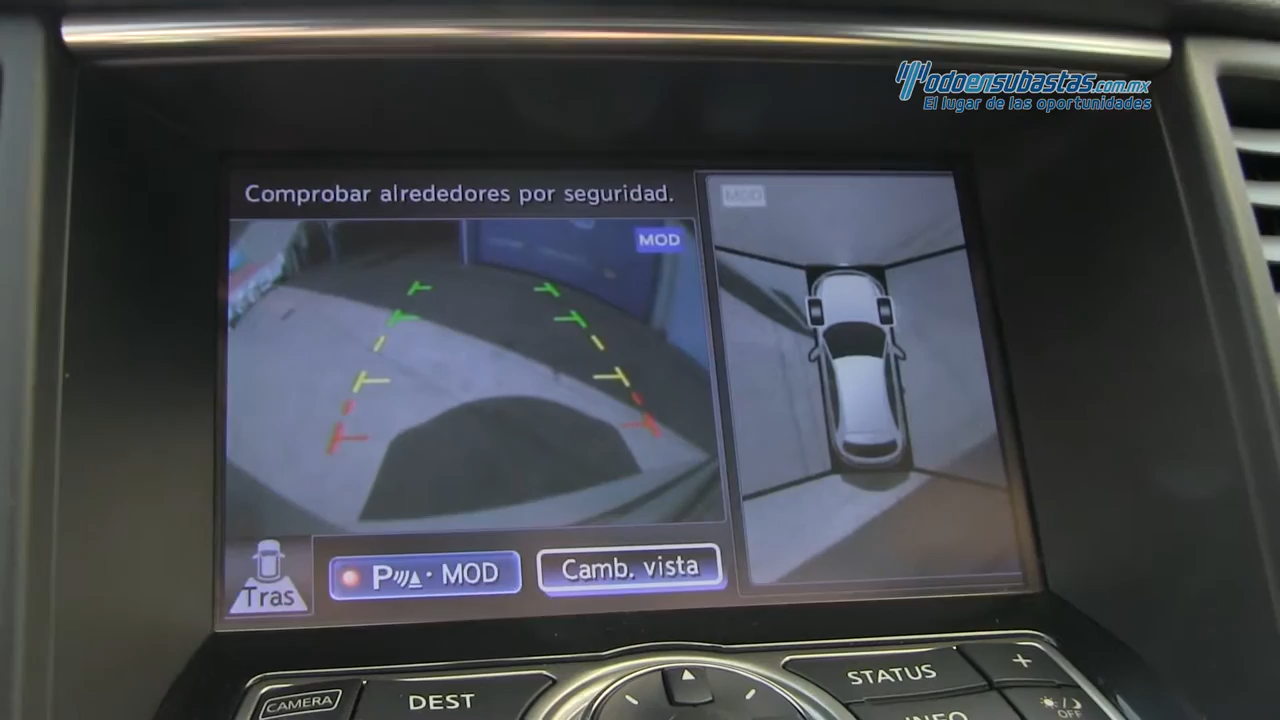 Todoensubastas.com.mx
El lugar de las oportunidades
Comprobar alrededores por seguridad.
MOD
MOD
Tras
P · MOD
Camb. vista
CAMERA
DEST
STATUS
+
INFO
OFF